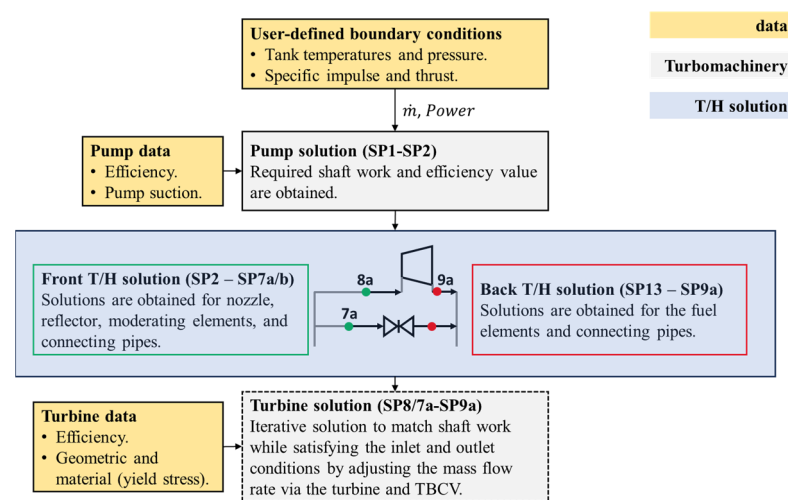 User-defined boundary conditions
• Tank temperatures and pressure.
• Specific impulse and thrust.
data
Turbomachinery
T/H solution
ṁ, Power
Pump data
• Efficiency.
• Pump suction.
Pump solution (SP1-SP2)
Required shaft work and efficiency value
are obtained.
Front T/H solution (SP2 – SP7a/b)
Solutions are obtained for nozzle,
reflector, moderating elements, and
connecting pipes.
8a
9a
7a
Back T/H solution (SP13 – SP9a)
Solutions are obtained for the fuel
elements and connecting pipes.
Turbine data
• Efficiency.
• Geometric and
material (yield stress).
Turbine solution (SP8/7a-SP9a)
Iterative solution to match shaft work
while satisfying the inlet and outlet
conditions by adjusting the mass flow
rate via the turbine and TBCV.